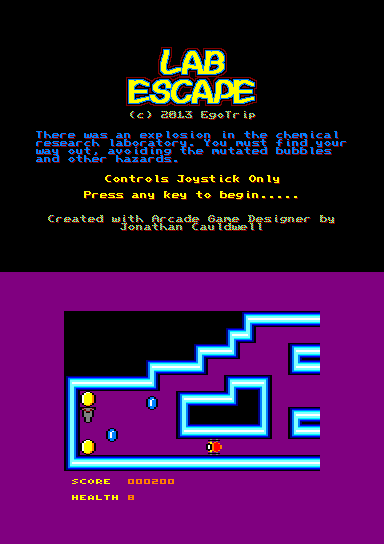 LAB
ESCAPE
(c) 2013 EgoTrip
There was an explosion in the chemical
research laboratory. You must find your
way out, avoiding the mutated bubbles
and other hazards.
Controls Joystick Only
Press any key to begin.....
Created with Arcade Game Designer by
Jonathan Cauldwell
SCORE 000200
HEALTH 8